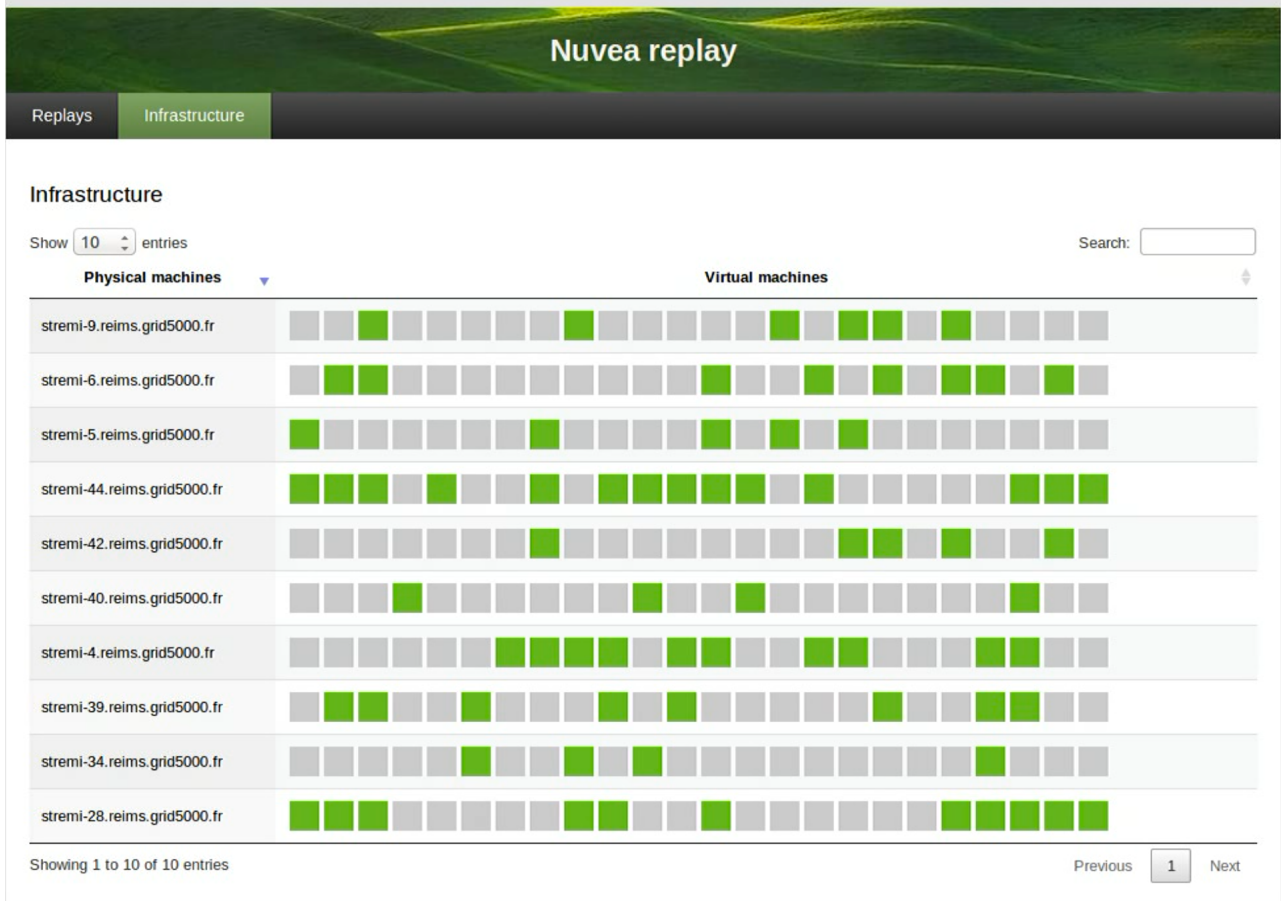 Nuvea replay
Replays Infrastructure
Infrastructure
Show 10 entries Search:
Physical machines Virtual machines
stremi-9.reims.grid5000.fr
stremi-6.reims.grid5000.fr
stremi-5.reims.grid5000.fr
stremi-44.reims.grid5000.fr
stremi-42.reims.grid5000.fr
stremi-40.reims.grid5000.fr
stremi-4.reims.grid5000.fr
stremi-39.reims.grid5000.fr
stremi-34.reims.grid5000.fr
stremi-28.reims.grid5000.fr
Showing 1 to 10 of 10 entries Previous 1 Next